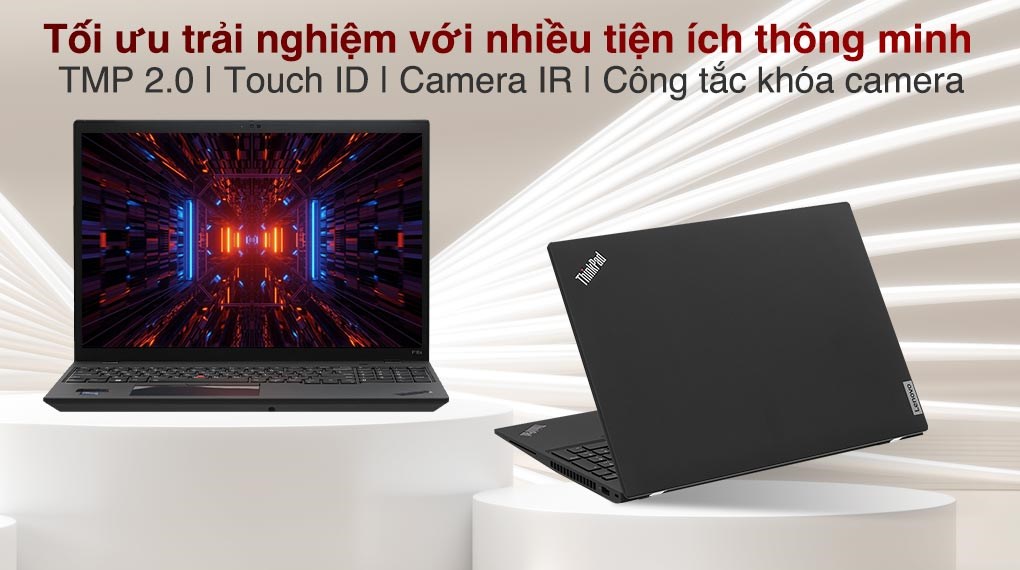 Tối ưu trải nghiệm với nhiều tiện ích thông minh
TMP 2.0 | Touch ID | Camera IR | Công tắc khóa camera
ThinkPad
Lenovo
ThinkPad